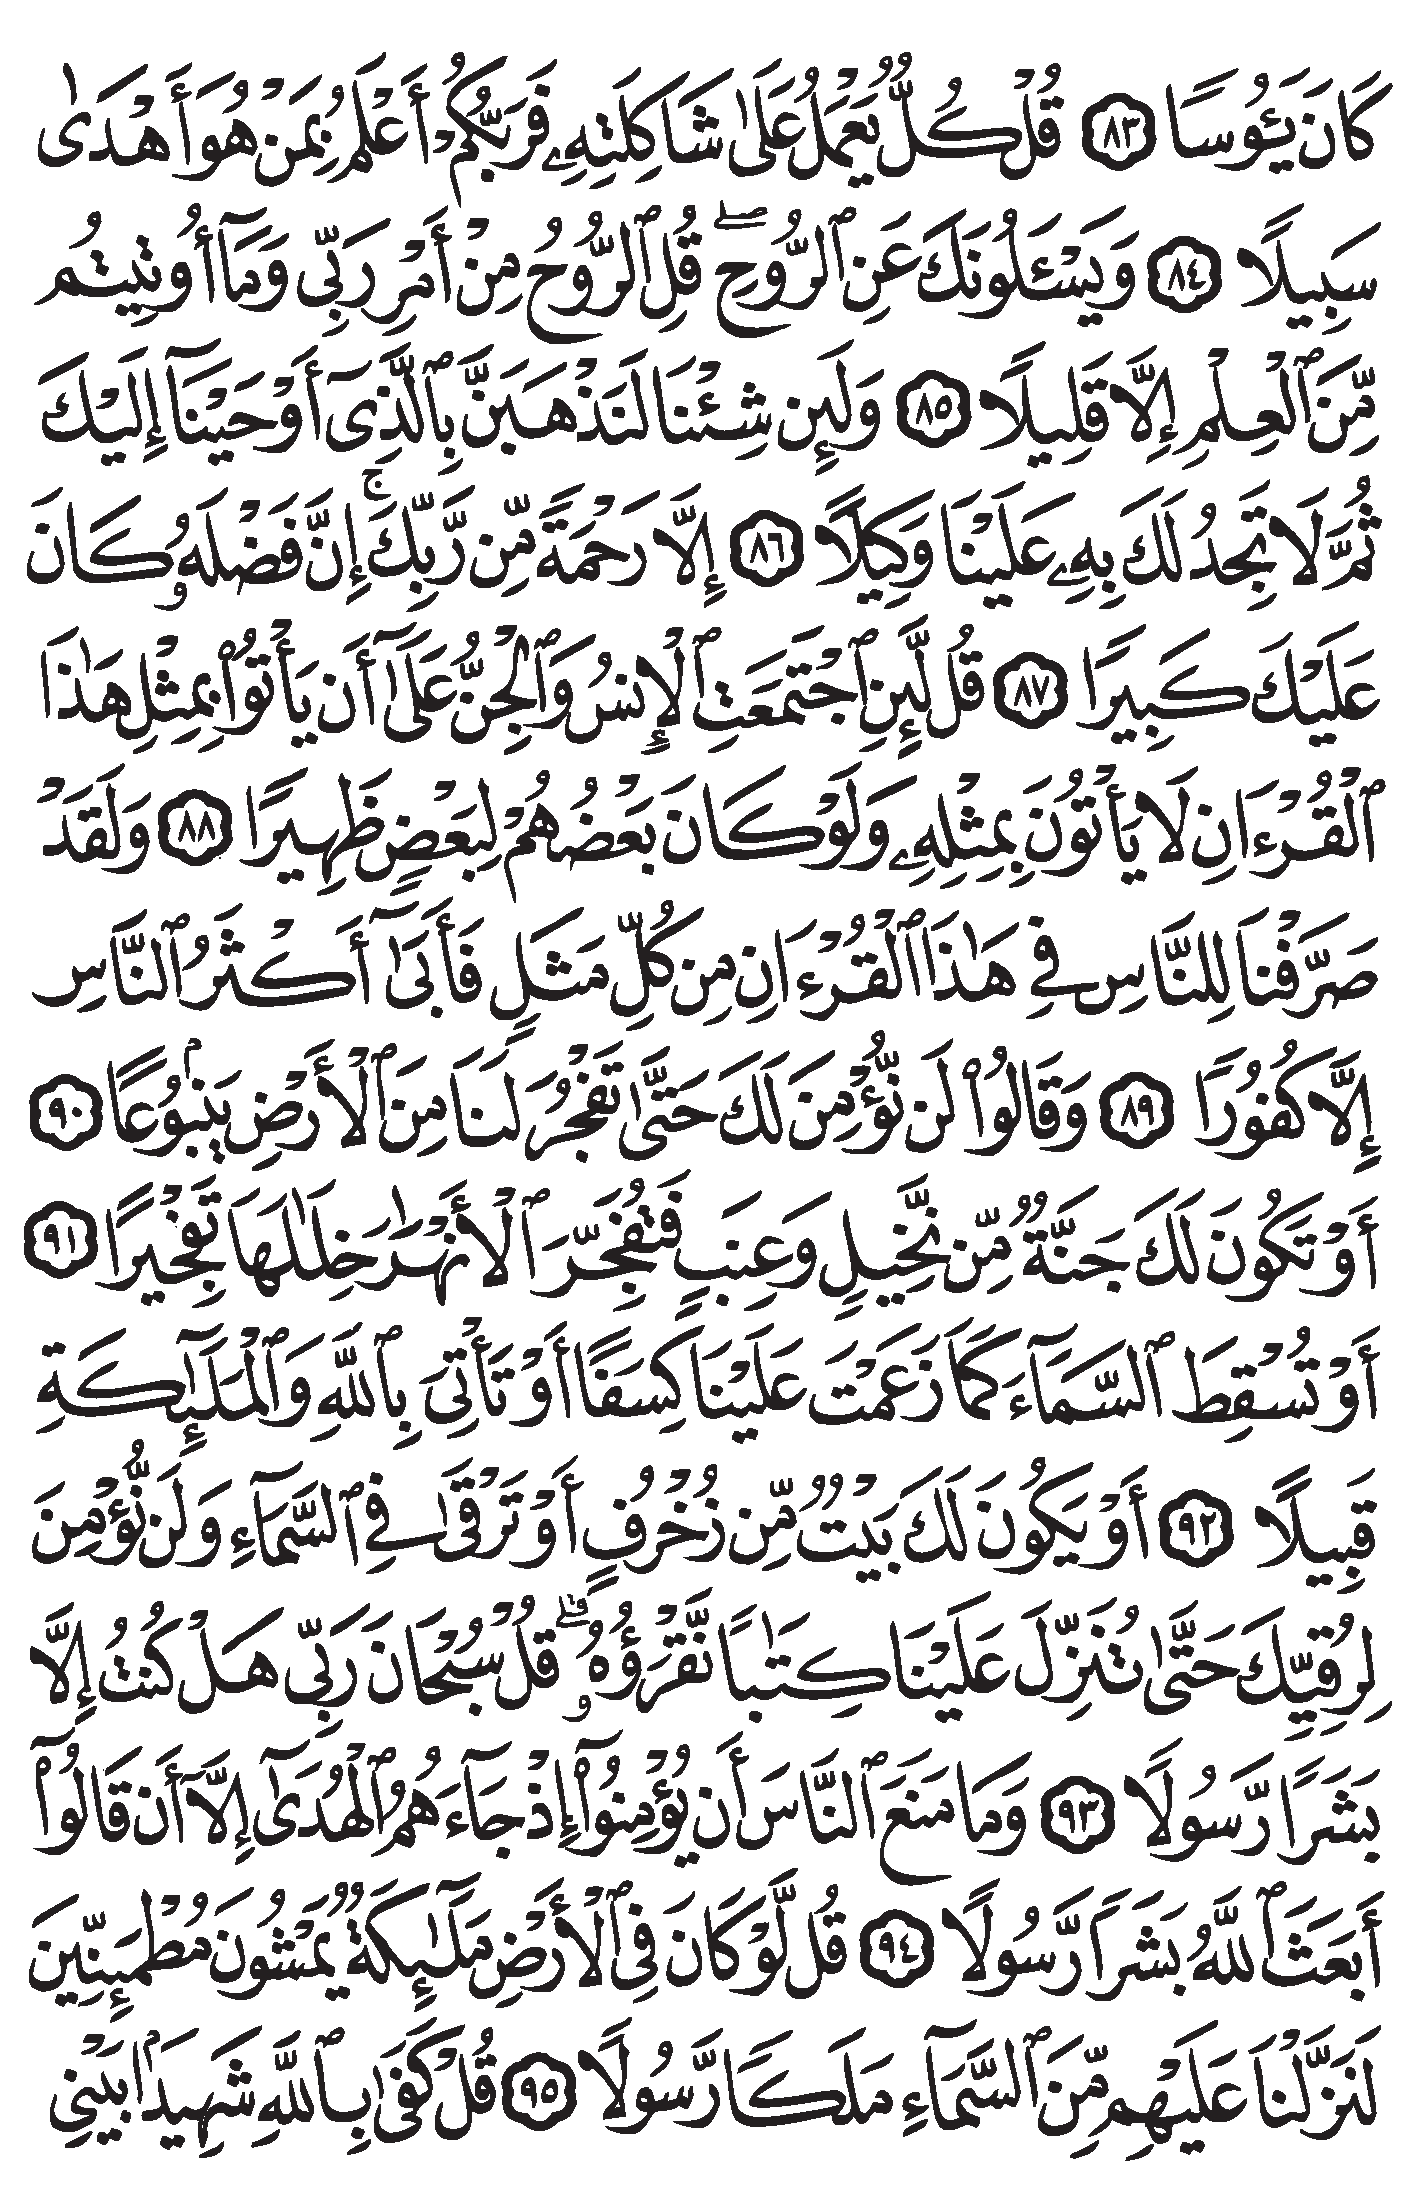 كَانَ يَـُٔوسًا ٨٣ قُلْ كُلٌّ يَعْمَلُ عَلَىٰ شَاكِلَتِهِۦ فَرَبُّكُمْ أَعْلَمُ بِمَنْ هُوَ أَهْدَىٰ
سَبِيلًا ٨٤ وَيَسْـَٔلُونَكَ عَنِ ٱلرُّوحِۖ قُلِ ٱلرُّوحُ مِنْ أَمْرِ رَبِّى وَمَآ أُوتِيتُم
مِّنَ ٱلْعِلْمِ إِلَّا قَلِيلًا ٨٥ وَلَئِن شِئْنَا لَنَذْهَبَنَّ بِٱلَّذِىٓ أَوْحَيْنَآ إِلَيْكَ
ثُمَّ لَا تَجِدُ لَكَ بِهِۦ عَلَيْنَا وَكِيلًا ٨٦ إِلَّا رَحْمَةً مِّن رَّبِّكَۚ إِنَّ فَضْلَهُۥ كَانَ
عَلَيْكَ كَبِيرًا ٨٧ قُل لَّئِنِ ٱجْتَمَعَتِ ٱلْإِنسُ وَٱلْجِنُّ عَلَىٰٓ أَن يَأْتُوا۟ بِمِثْلِ هَٰذَا
ٱلْقُرْءَانِ لَا يَأْتُونَ بِمِثْلِهِۦ وَلَوْ كَانَ بَعْضُهُمْ لِبَعْضٍ ظَهِيرًا ٨٨ وَلَقَدْ
صَرَّفْنَا لِلنَّاسِ فِى هَٰذَا ٱلْقُرْءَانِ مِن كُلِّ مَثَلٍ فَأَبَىٰٓ أَكْثَرُ ٱلنَّاسِ
إِلَّا كُفُورًا ٨٩ وَقَالُوا۟ لَن نُّؤْمِنَ لَكَ حَتَّىٰ تَفْجُرَ لَنَا مِنَ ٱلْأَرْضِ يَنۢبُوعًا ٩٠
أَوْ تَكُونَ لَكَ جَنَّةٌ مِّن نَّخِيلٍ وَعِنَبٍ فَتُفَجِّرَ ٱلْأَنْهَٰرَ خِلَٰلَهَا تَفْجِيرًا ٩١
أَوْ تُسْقِطَ ٱلسَّمَآءَ كَمَا زَعَمْتَ عَلَيْنَا كِسَفًا أَوْ تَأْتِىَ بِٱللَّهِ وَٱلْمَلَٰٓئِكَةِ
قَبِيلًا ٩٢ أَوْ يَكُونَ لَكَ بَيْتٌ مِّن زُخْرُفٍ أَوْ تَرْقَىٰ فِى ٱلسَّمَآءِ وَلَن نُّؤْمِنَ
لِرُقِيِّكَ حَتَّىٰ تُنَزِّلَ عَلَيْنَا كِتَٰبًا نَّقْرَؤُهُۥۗ قُلْ سُبْحَانَ رَبِّى هَلْ كُنتُ إِلَّا
بَشَرًا رَّسُولًا ٩٣ وَمَا مَنَعَ ٱلنَّاسَ أَن يُؤْمِنُوٓا۟ إِذْ جَآءَهُمُ ٱلْهُدَىٰٓ إِلَّآ أَن قَالُوٓا۟
أَبَعَثَ ٱللَّهُ بَشَرًا رَّسُولًا ٩٤ قُل لَّوْ كَانَ فِى ٱلْأَرْضِ مَلَٰٓئِكَةٌ يَمْشُونَ مُطْمَئِنِّينَ
لَنَزَّلْنَا عَلَيْهِم مِّنَ ٱلسَّمَآءِ مَلَكًا رَّسُولًا ٩٥ قُلْ كَفَىٰ بِٱللَّهِ شَهِيدًۢا بَيْنِى